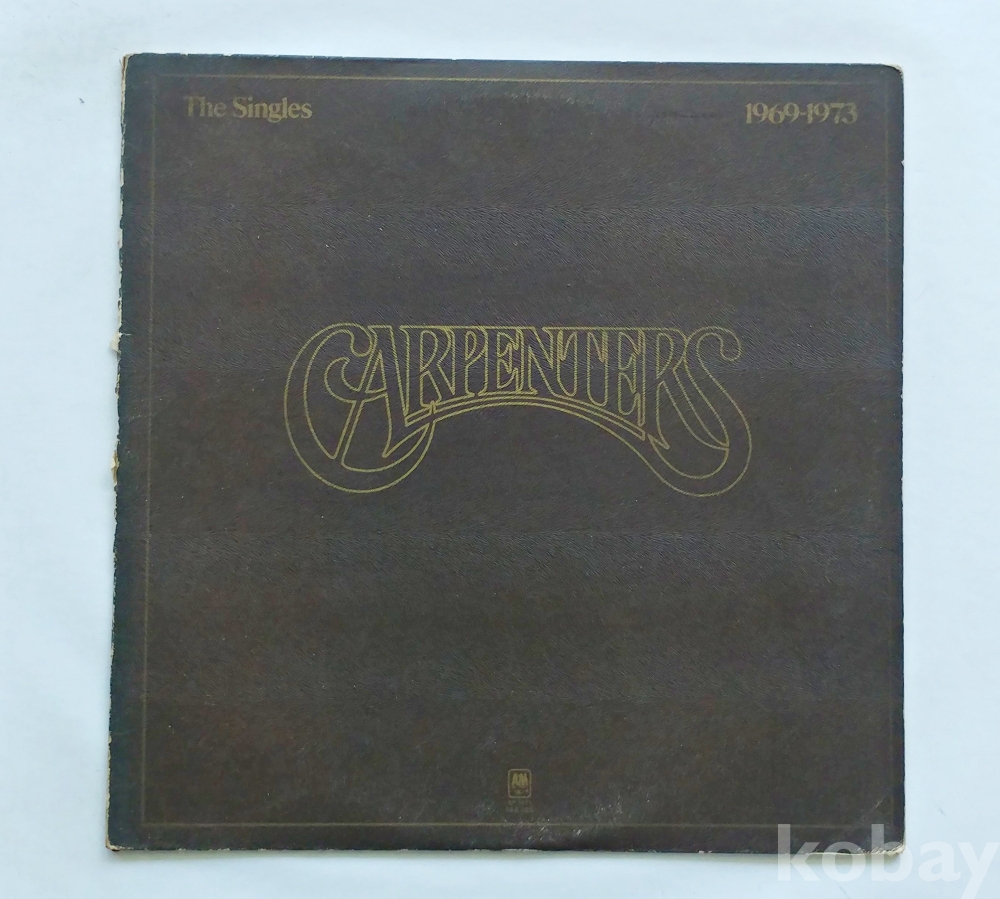 The Singles
1969-1973
CARPENTERS
kobay